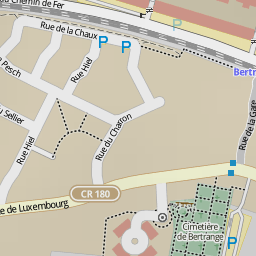 u Chemin de Fer
Rue de la Chaux
P
P
Bertr
Pesch
Rue Hiel
u Sellier
Rue du Charron
Rue Hiel
Rue de la Gare
CR 180
e de Luxembourg
Cimetière
de Bertrange
P